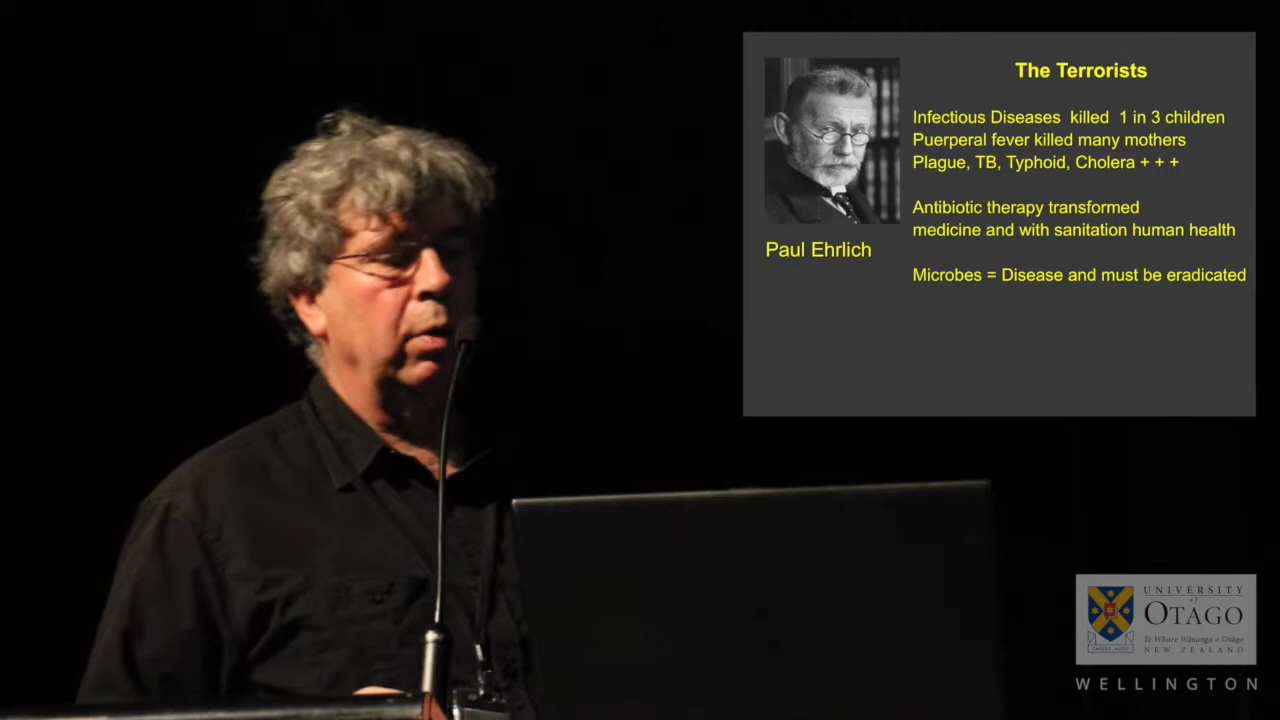 The Terrorists
Infectious Diseases killed 1 in 3 children
Puerperal fever killed many mothers
Plague, TB, Typhoid, Cholera + + +
Antibiotic therapy transformed
medicine and with sanitation human health
Paul Ehrlich
Microbes = Disease and must be eradicated
UNIVERSITY
of
OTAGO
Te Whare Wānanga o Otāgo
NEW ZEALAND
WELLINGTON